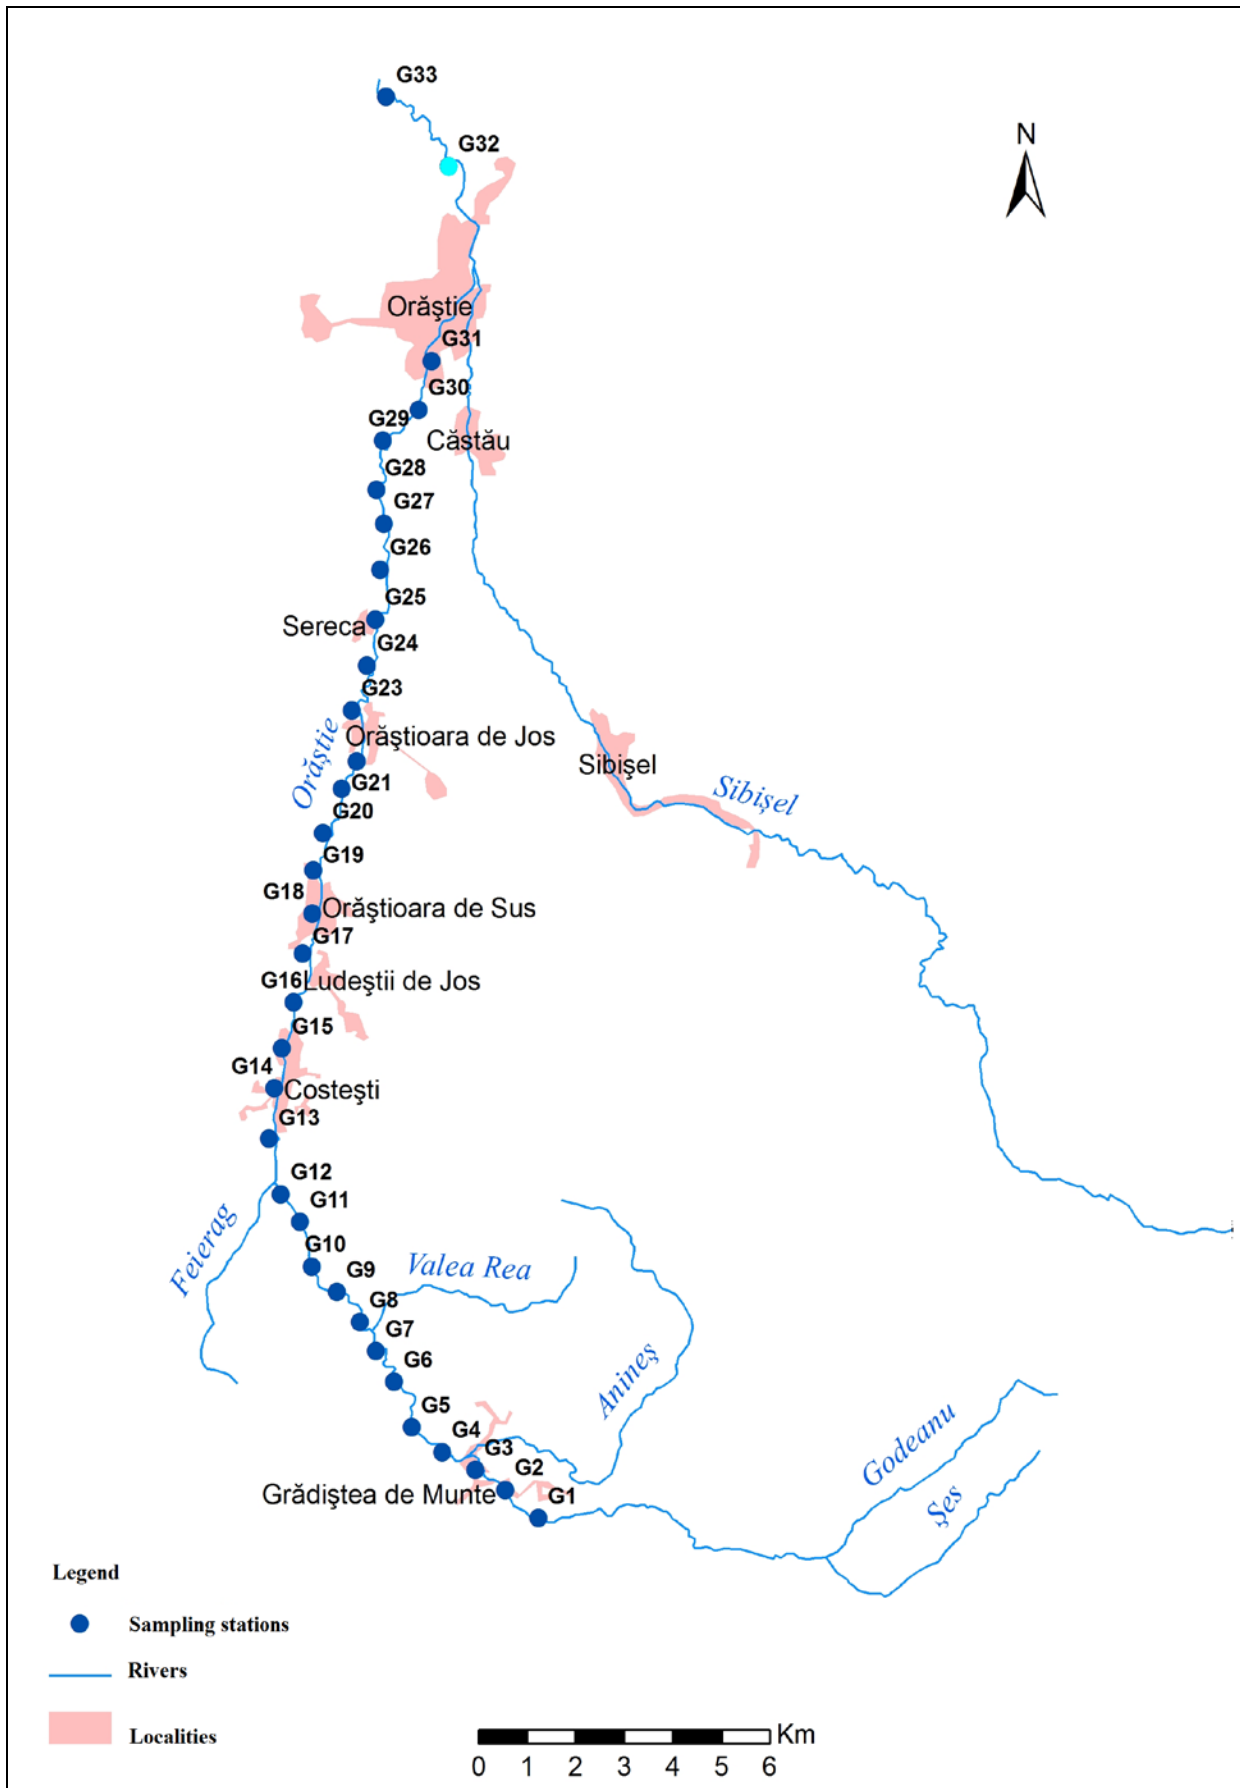 G33
G32
N
Orăştie
G31
G30
G29
Căstău
G28
G27
G26
G25
Sereca
G24
G23
Orăştie
Orăştioara de Jos
Sibişel
Sibişel
G21
G20
G19
G18
Orăştioara de Sus
G17
G16
Ludeştii de Jos
G15
G14
Costeşti
G13
G12
G11
Feierag
G10
Valea Rea
G9
G8
G7
G6
Anineş
G5
G4
G3
G2
Grădiştea de Munte
G1
Godeanu
Şes
Legend
Sampling stations
Rivers
Localities
Km
0 1 2 3 4 5 6